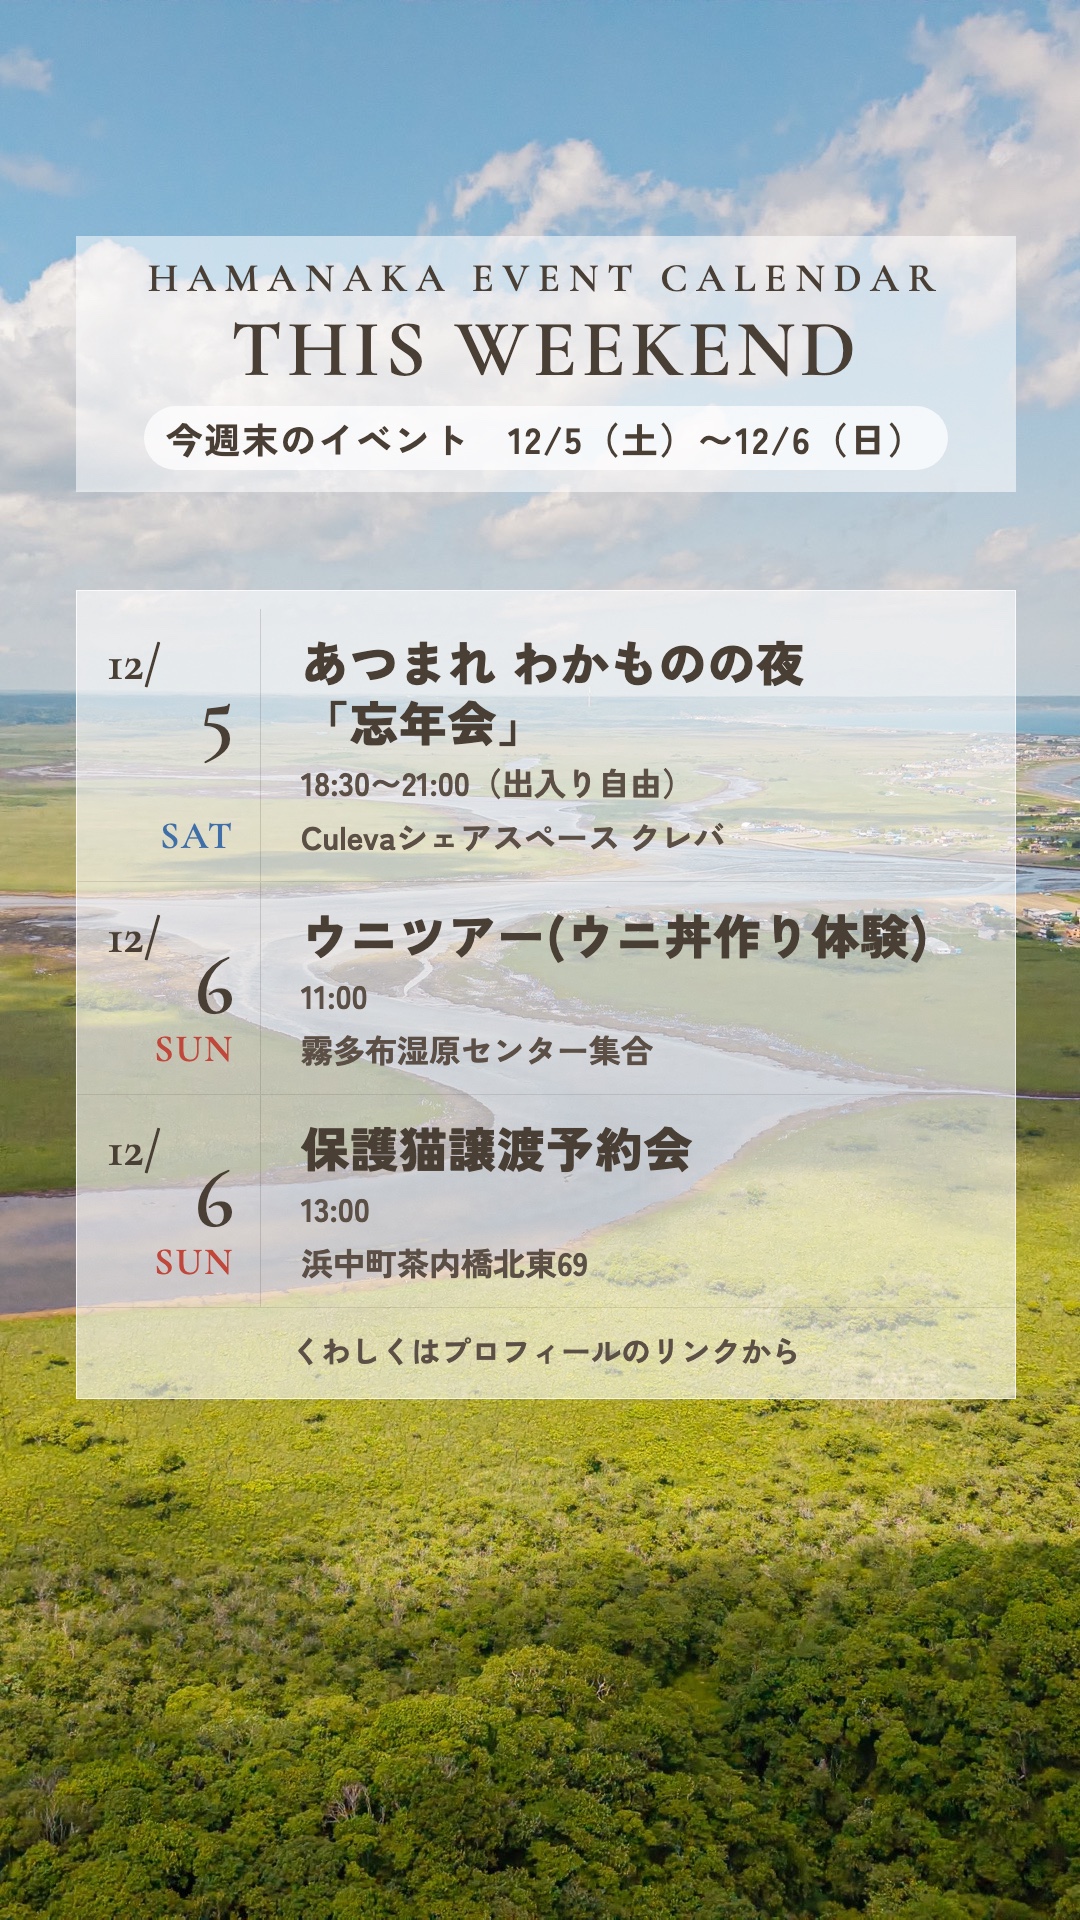 HAMANAKA EVENT CALENDAR
THIS WEEKEND
今週末のイベント　12/5（土）〜12/6（日）
12/
5
SAT
あつまれ わかものの夜
「忘年会」
18:30〜21:00（出入り自由）
Culevaシェアスペース クレバ
12/
6
SUN
ウニツアー(ウニ丼作り体験)
11:00
霧多布湿原センター集合
12/
6
SUN
保護猫譲渡予約会
13:00
浜中町茶内橋北東69
くわしくはプロフィールのリンクから